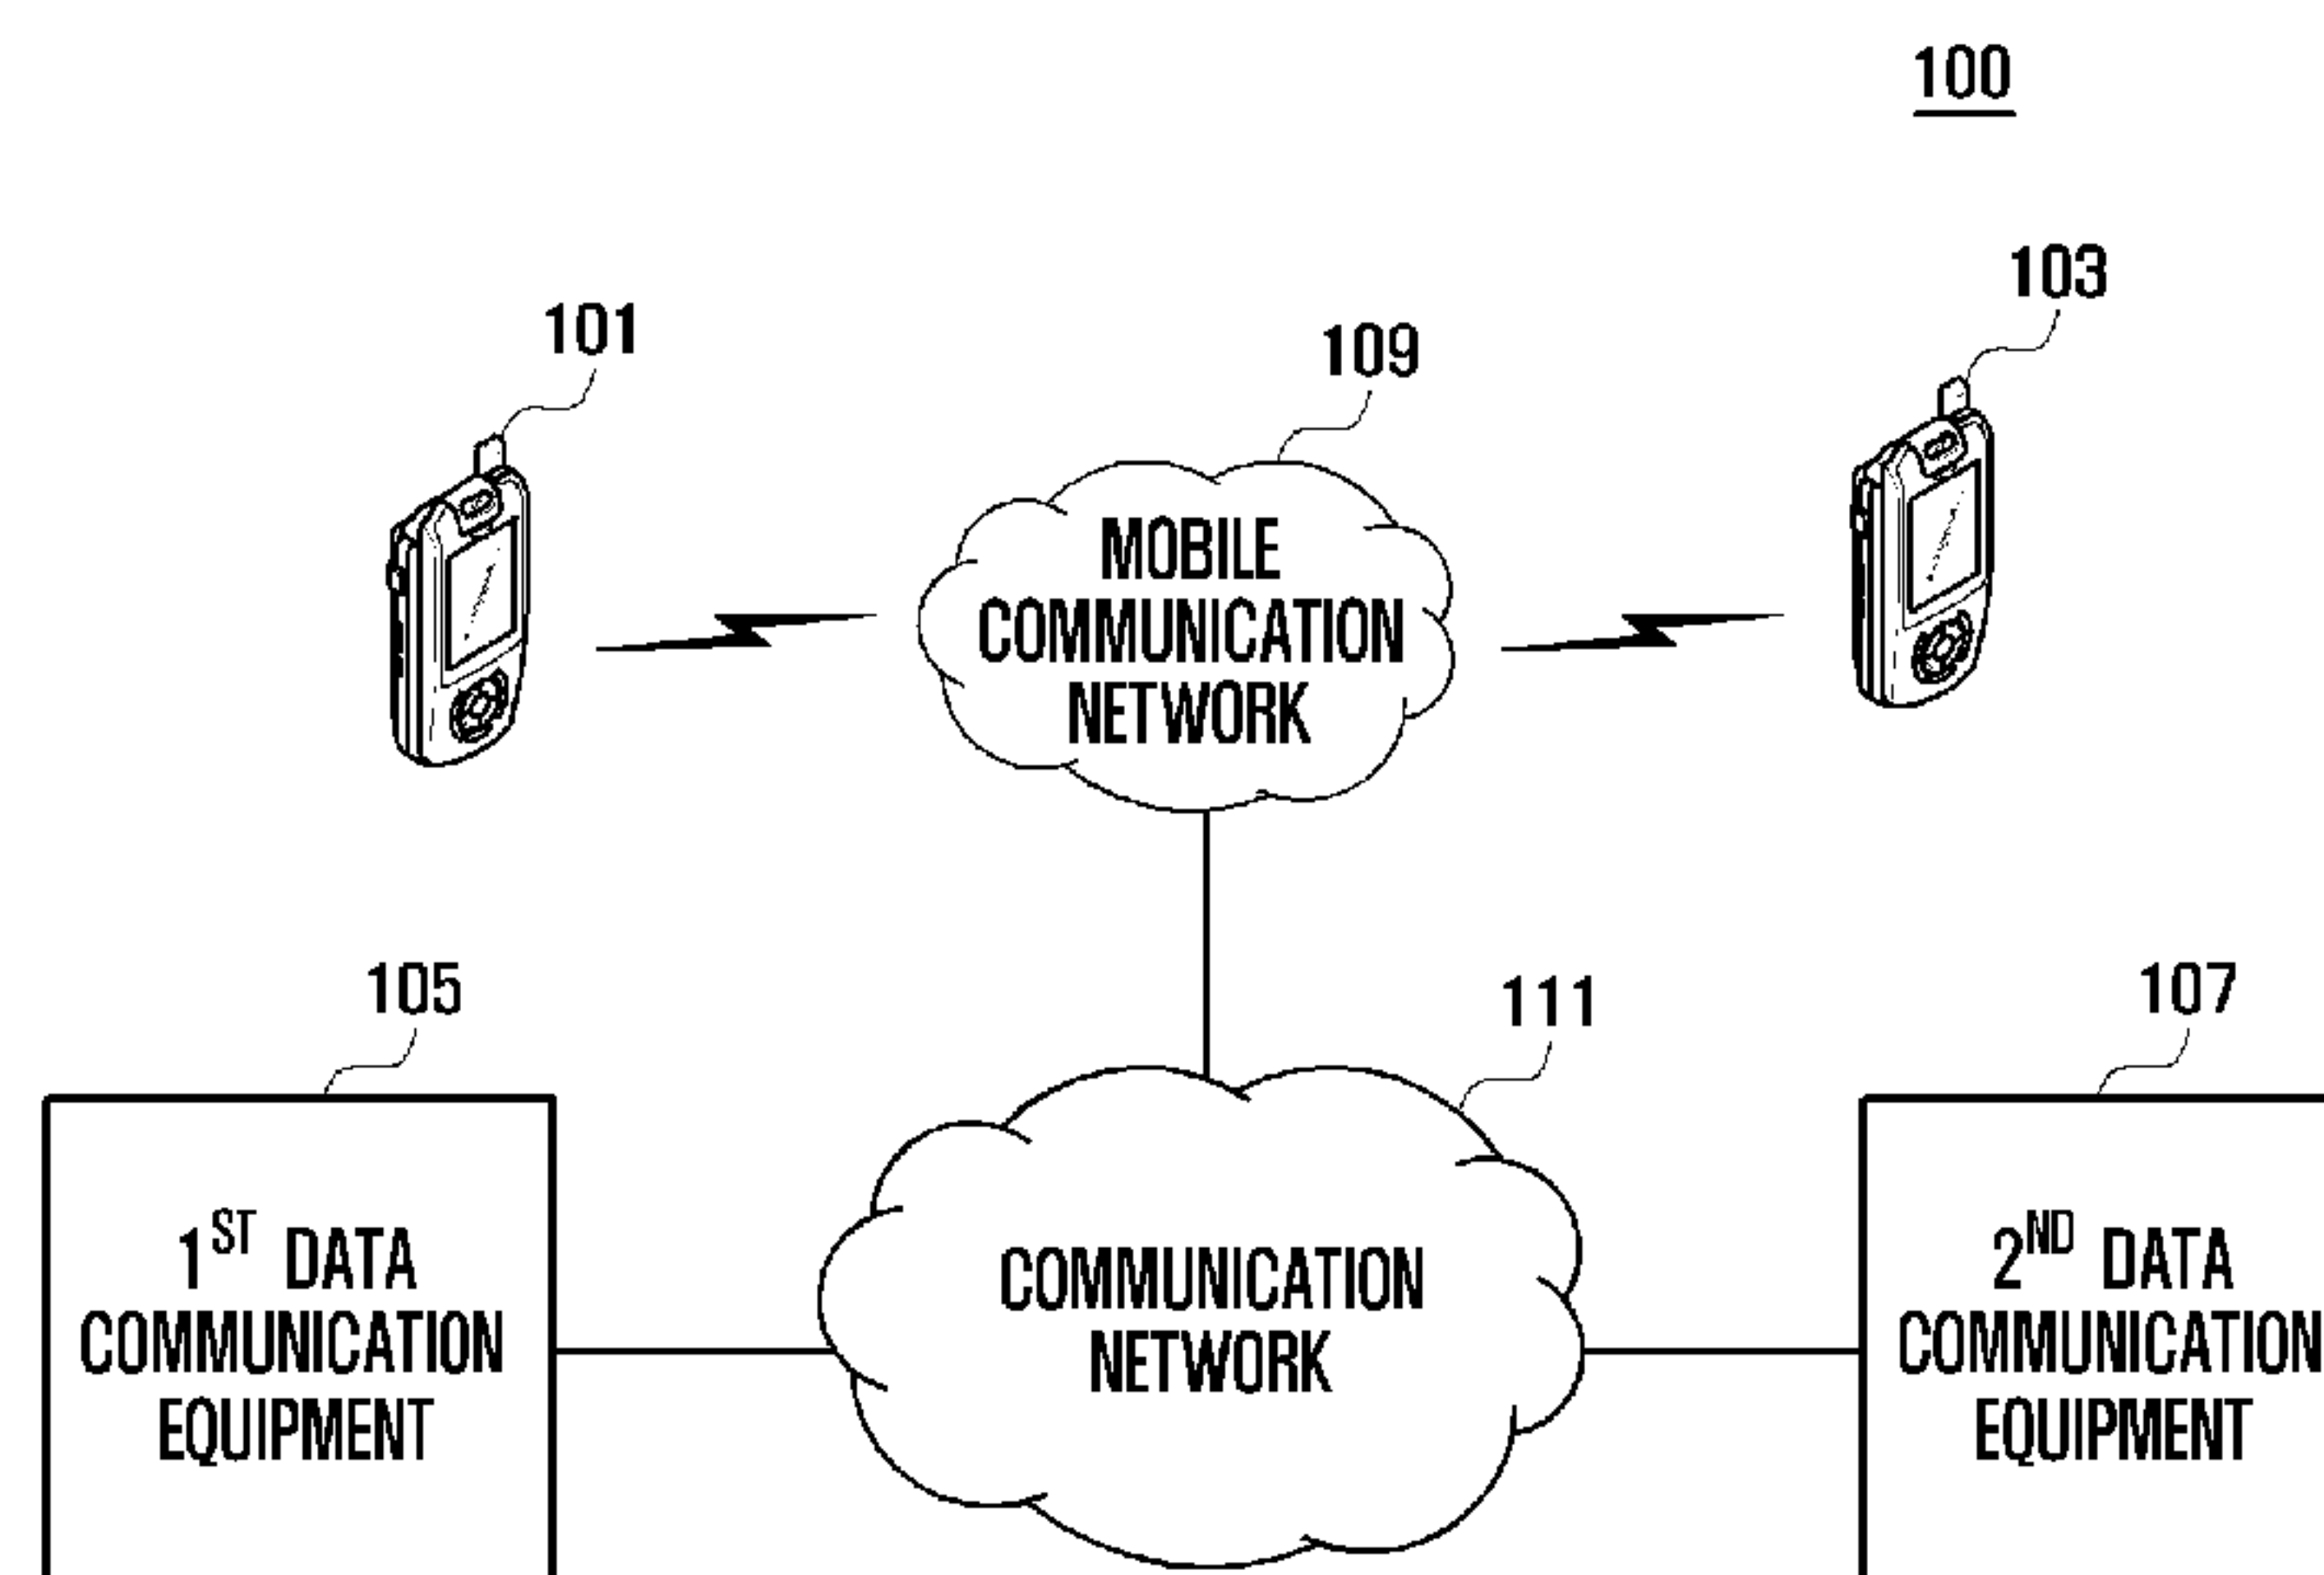 100
103
101
109
MOBILE
COMMUNICATION
NETWORK
105
111
107
1ST DATA
COMMUNICATION
EQUIPMENT
COMMUNICATION
NETWORK
2ND DATA
COMMUNICATION
EQUIPMENT